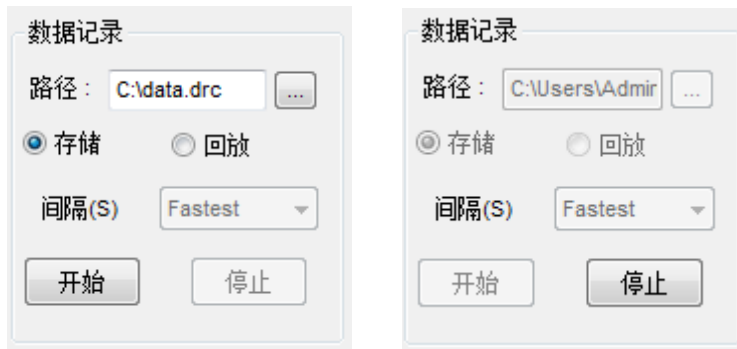 数据记录
路径： C:\data.drc ...
存储 回放
间隔(S) Fastest
开始 停止
数据记录
路径： C:\Users\Admir ...
存储 回放
间隔(S) Fastest
开始 停止